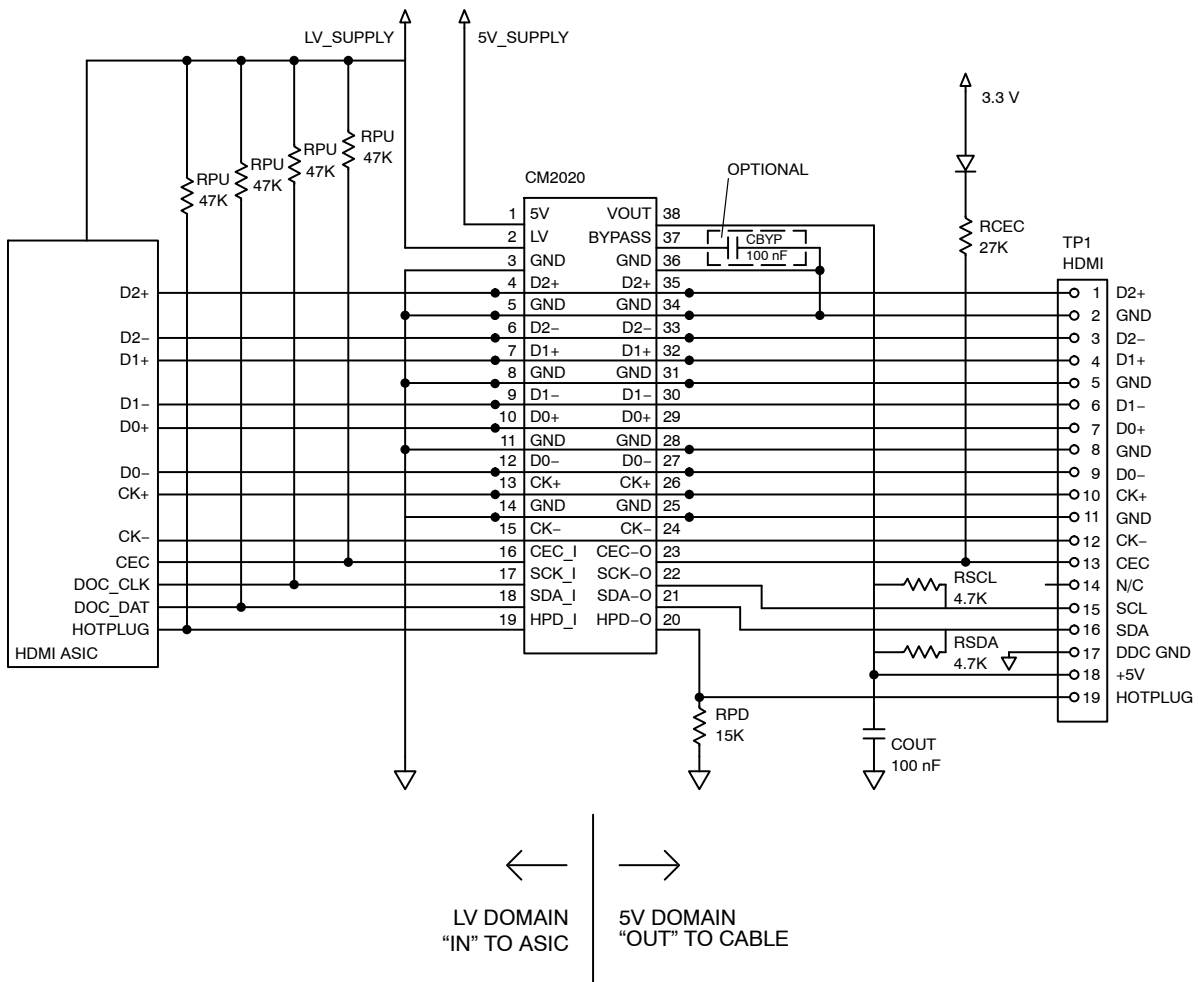 LV_SUPPLY
5V_SUPPLY
3.3 V
RPU
47K
RPU
47K
RPU
47K
RPU
47K
OPTIONAL
CM2020
CBYP
100 nF
RCEC
27K
TP1
HDMI
1 5V VOUT 38
2 LV BYPASS 37
3 GND GND 36
4 D2+ D2+ 35
5 GND GND 34
6 D2− D2− 33
7 D1+ D1+ 32
8 GND GND 31
9 D1− D1− 30
10 D0+ D0+ 29
11 GND GND 28
12 D0− D0− 27
13 CK+ CK+ 26
14 GND GND 25
15 CK− CK− 24
16 CEC_I CEC−O 23
17 SCK_I SCK−O 22
18 SDA_I SDA−O 21
19 HPD_I HPD−O 20
D2+
D2−
D1+
D1−
D0+
D0−
CK+
CK−
CEC
DOC_CLK
DOC_DAT
HOTPLUG
HDMI ASIC
1 D2+
2 GND
3 D2−
4 D1+
5 GND
6 D1−
7 D0+
8 GND
9 D0−
10 CK+
11 GND
12 CK−
13 CEC
14 N/C
15 SCL
16 SDA
17 DDC GND
18 +5V
19 HOTPLUG
RSCL
4.7K
RSDA
4.7K
RPD
15K
COUT
100 nF
LV DOMAIN
“IN” TO ASIC
5V DOMAIN
“OUT” TO CABLE